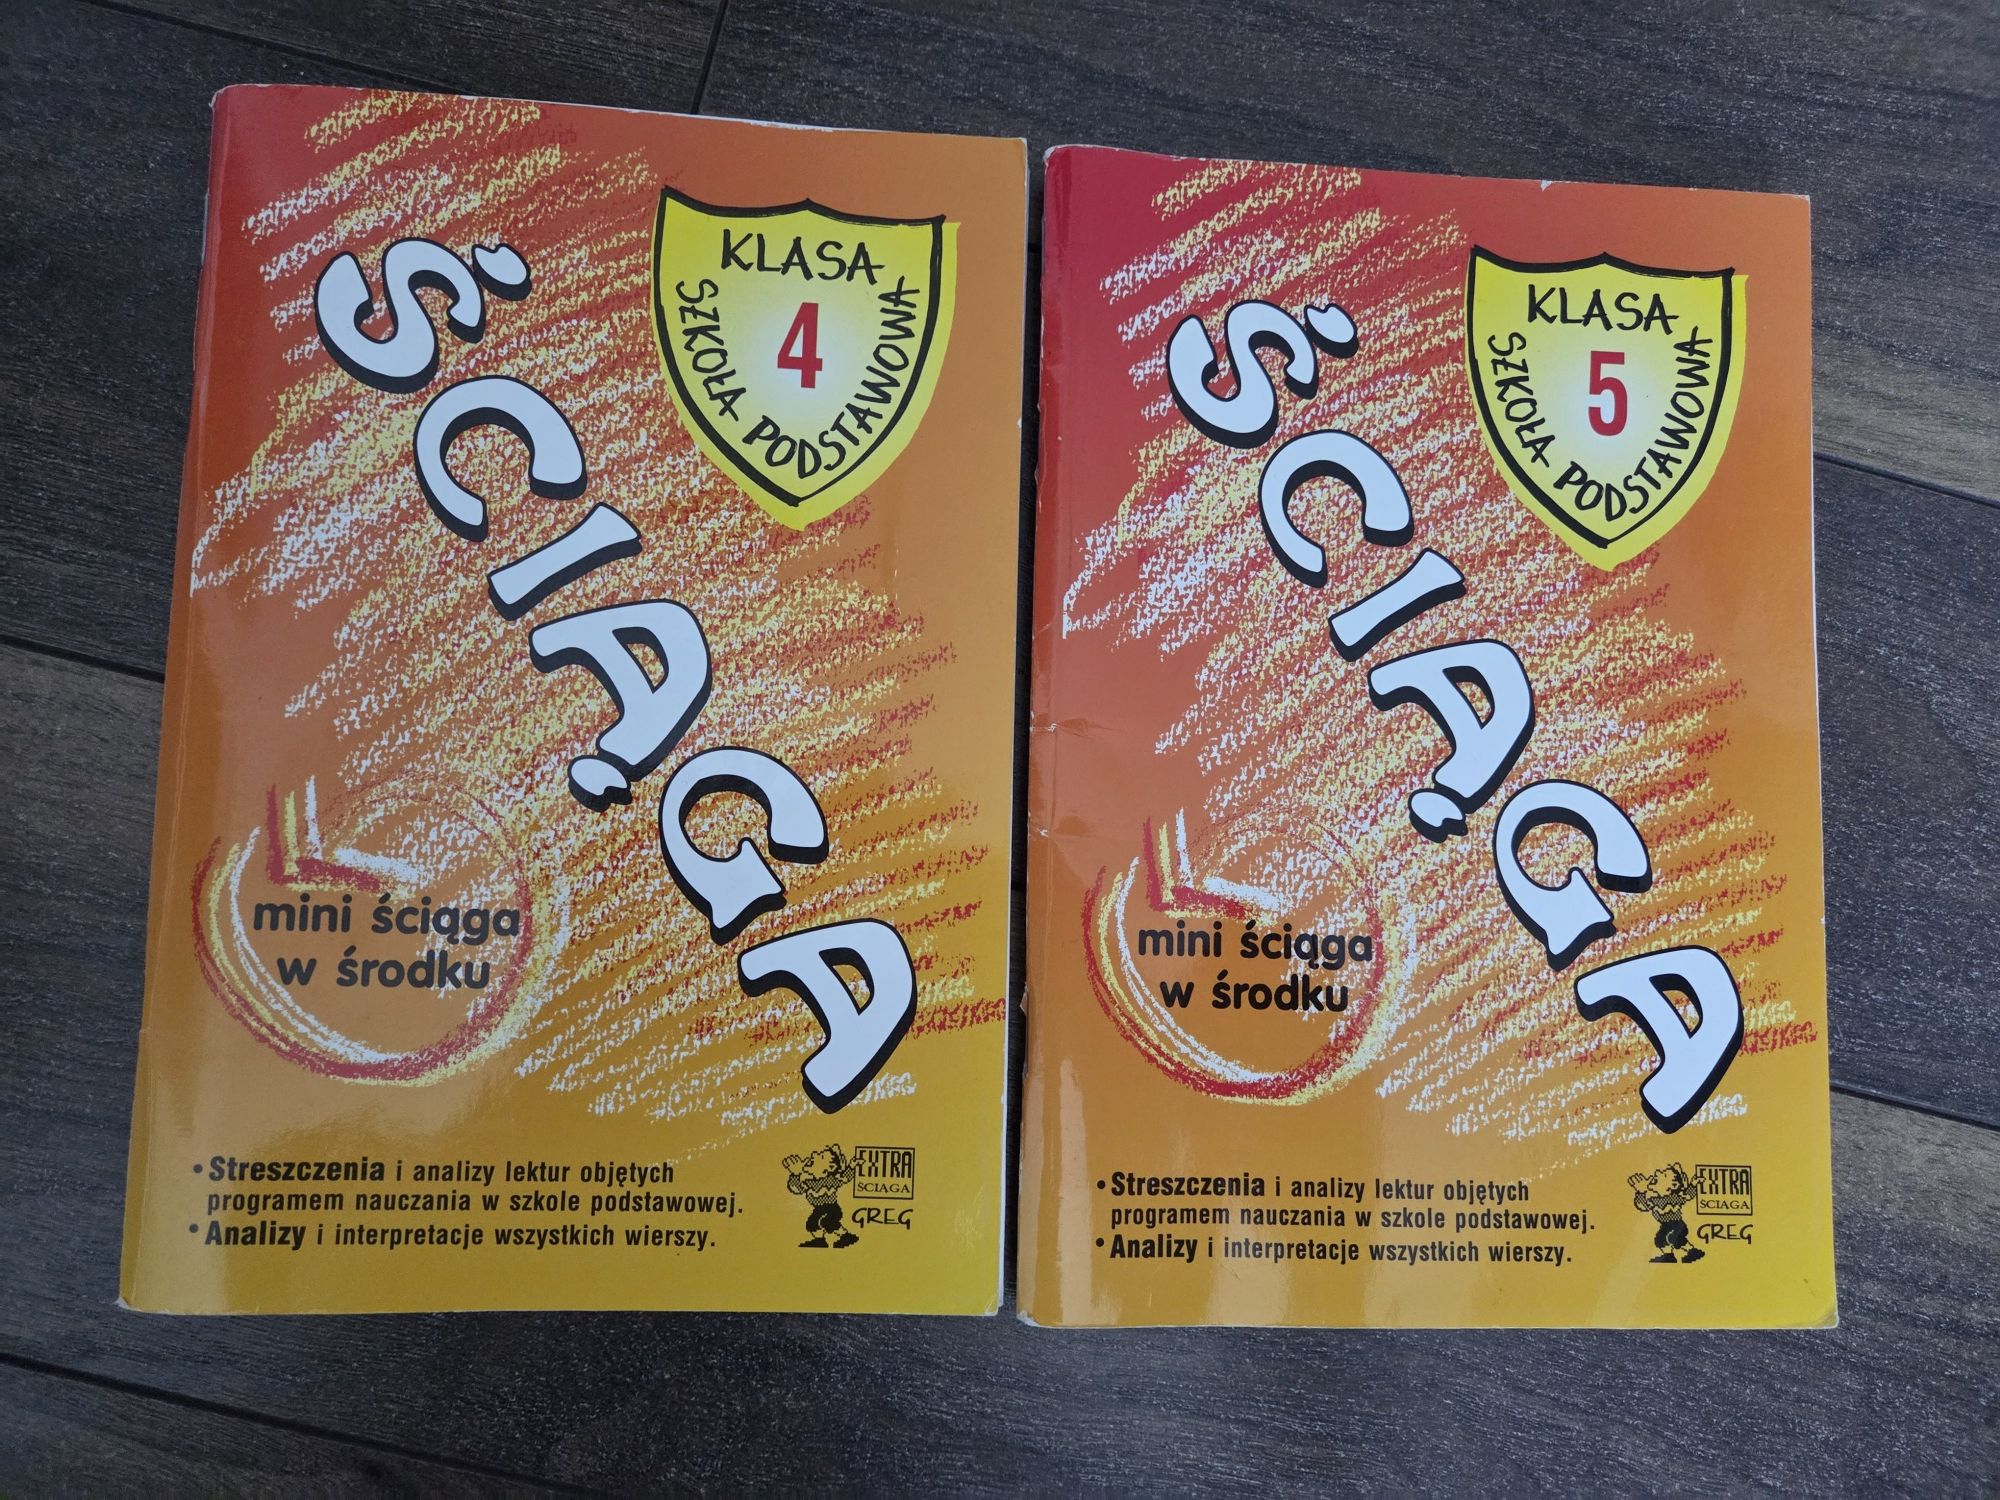 KLASA
4
SZKOŁA PODSTAWOWA
ŚCIĄGA
mini ściąga
w środku
• Streszczenia i analizy lektur objętych
programem nauczania w szkole podstawowej.
• Analizy i interpretacje wszystkich wierszy.
EXTRA
ŚCIĄGA
GREG
KLASA
5
SZKOŁA PODSTAWOWA
ŚCIĄGA
mini ściąga
w środku
• Streszczenia i analizy lektur objętych
programem nauczania w szkole podstawowej.
• Analizy i interpretacje wszystkich wierszy.
EXTRA
ŚCIĄGA
GREG